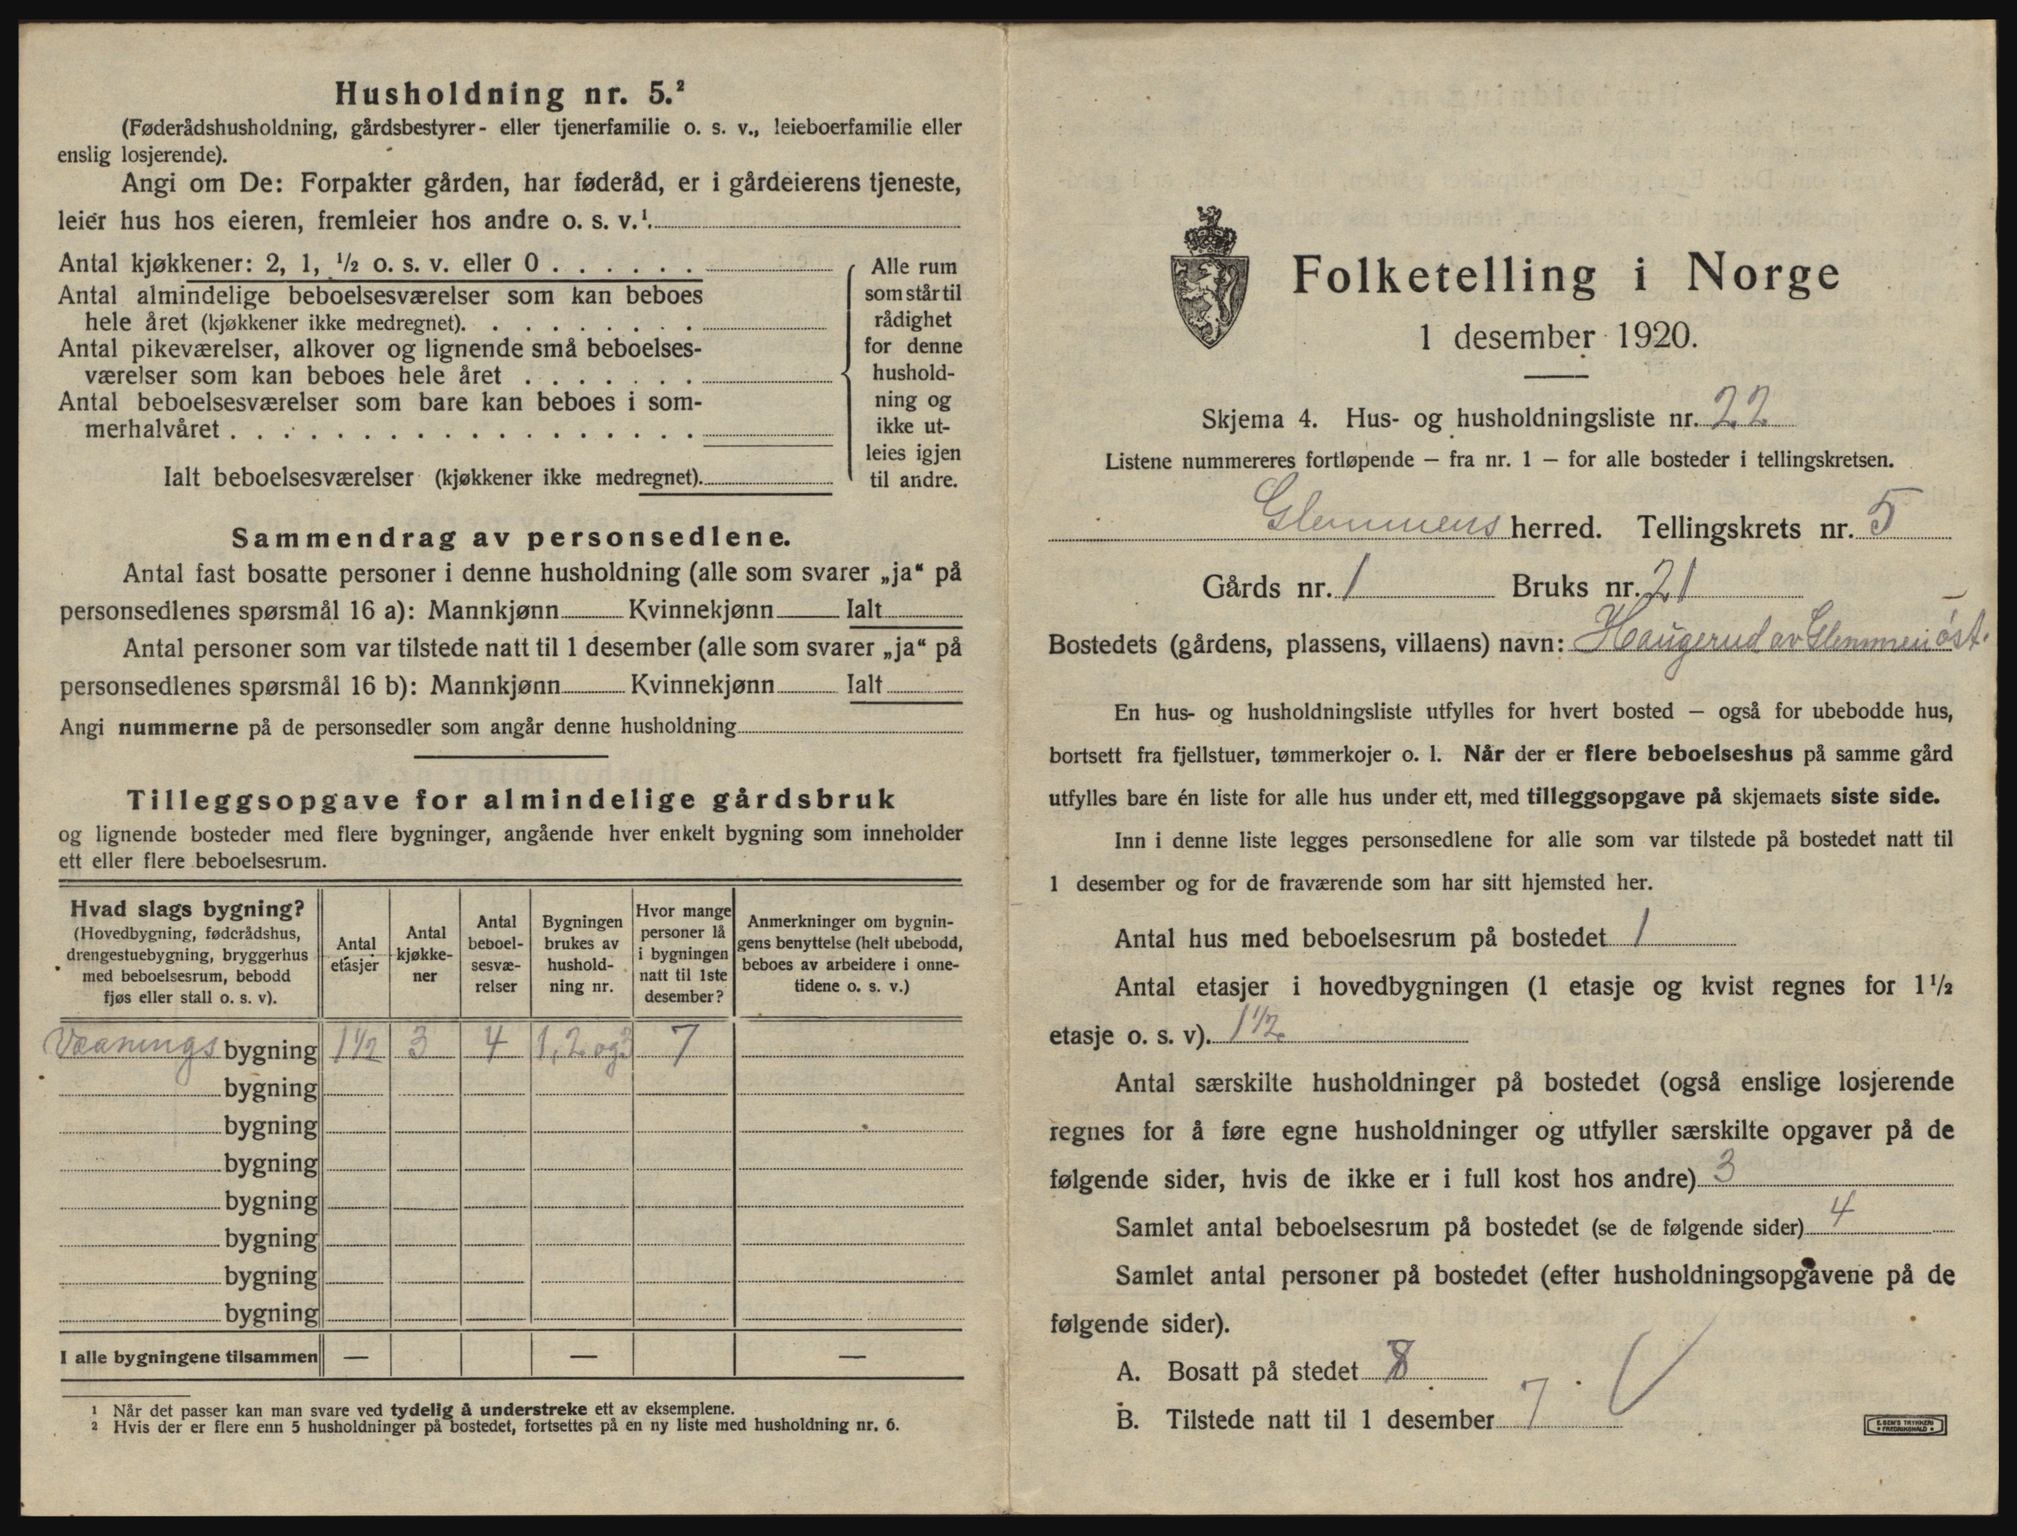 Husholdning nr. 5.²
(Føderådshusholdning, gårdsbestyrer- eller tjenerfamilie o. s. v., leieboerfamilie eller
enslig losjerende).
Angi om De: Forpakter gården, har føderåd, er i gårdeierens tjeneste,
leier hus hos eieren, fremleier hos andre o. s. v.¹.
Antal kjøkkener: 2, 1, ½ o. s. v. eller 0 . . . . . .
Antal almindelige beboelsesværelser som kan beboes
hele året (kjøkkener ikke medregnet). . . . . . . . .
Antal pikeværelser, alkover og lignende små beboelses-
værelser som kan beboes hele året . . . . . . .
Antal beboelsesværelser som bare kan beboes i som-
merhalvåret . . . . . . . . . . . . . . . . . .
Ialt beboelsesværelser (kjøkkener ikke medregnet).
Alle rum
som står til
rådighet
for denne
hushold-
ning og
ikke ut-
leies igjen
til andre.
Sammendrag av personsedlene.
Antal fast bosatte personer i denne husholdning (alle som svarer „ja“ på
personsedlenes spørsmål 16 a): Mannkjønn Kvinnekjønn Ialt
Antal personer som var tilstede natt til 1 desember (alle som svarer „ja“ på
personsedlenes spørsmål 16 b): Mannkjønn Kvinnekjønn Ialt
Angi nummerne på de personsedler som angår denne husholdning
Tilleggsopgave for almindelige gårdsbruk
og lignende bosteder med flere bygninger, angående hver enkelt bygning som inneholder
ett eller flere beboelsesrum.
Hvad slags bygning?
(Hovedbygning, føderådshus,
drengestuebygning, bryggerhus
med beboelsesrum, bebodd
fjøs eller stall o. s. v).
Antal
etasjer
Antal
kjøkke-
ner
Antal
beboel-
sesvæ-
relser
Bygningen
brukes av
hushold-
ning nr.
Hvor mange
personer lå
i bygningen
natt til 1ste
desember?
Anmerkninger om bygnin-
gens benyttelse (helt ubebodd,
beboes av arbeidere i onne-
tidene o. s. v.)
Vaanings bygning 1½ 3 4 1, 2 og 3 7
bygning
bygning
bygning
bygning
bygning
bygning
bygning
I alle bygningene tilsammen — — —
¹ Når det passer kan man svare ved tydelig å understreke ett av eksemplene.
² Hvis der er flere enn 5 husholdninger på bostedet, fortsettes på en ny liste med husholdning nr. 6.
Folketelling i Norge
1 desember 1920.
Skjema 4. Hus- og husholdningsliste nr. 22
Listene nummereres fortløpende — fra nr. 1 — for alle bosteder i tellingskretsen.
Glemmens herred. Tellingskrets nr. 5
Gårds nr. 1 Bruks nr. 21
Bostedets (gårdens, plassens, villaens) navn: Haugerud av Glemmen øst.
En hus- og husholdningsliste utfylles for hvert bosted — også for ubebodde hus,
bortsett fra fjellstuer, tømmerkojer o. l. Når der er flere beboelseshus på samme gård
utfylles bare én liste for alle hus under ett, med tilleggsopgave på skjemaets siste side.
Inn i denne liste legges personsedlene for alle som var tilstede på bostedet natt til
1 desember og for de fraværende som har sitt hjemsted her.
Antal hus med beboelsesrum på bostedet 1
Antal etasjer i hovedbygningen (1 etasje og kvist regnes for 1½
etasje o. s. v). 1½
Antal særskilte husholdninger på bostedet (også enslige losjerende
regnes for å føre egne husholdninger og utfyller særskilte opgaver på de
følgende sider, hvis de ikke er i full kost hos andre) 3
Samlet antal beboelsesrum på bostedet (se de følgende sider) 4
Samlet antal personer på bostedet (efter husholdningsopgavene på de
følgende sider).
A. Bosatt på stedet 8
B. Tilstede natt til 1 desember 7
E. SEM'S TRYKKERI
FREDRIKSHALD